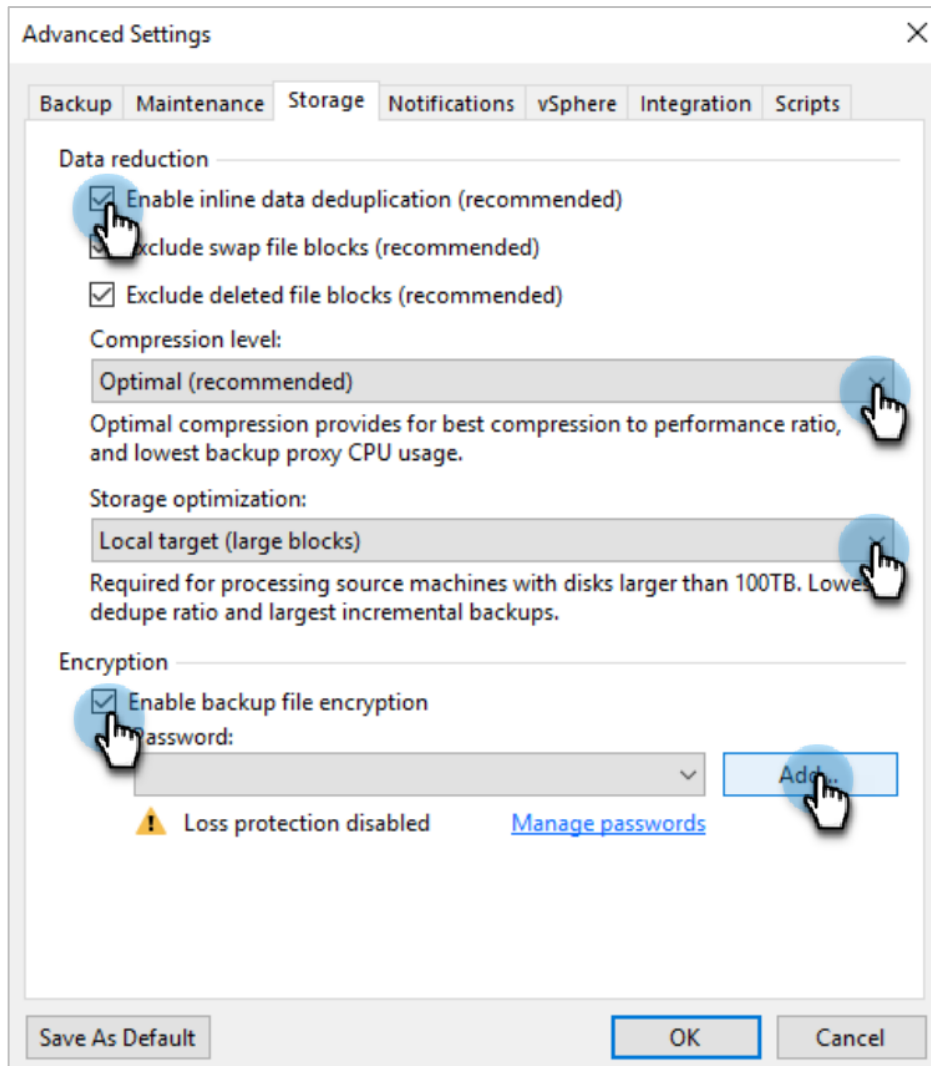 Advanced Settings
Backup Maintenance Storage Notifications vSphere Integration Scripts
Data reduction
Enable inline data deduplication (recommended)
Exclude swap file blocks (recommended)
Exclude deleted file blocks (recommended)
Compression level:
Optimal (recommended)
Optimal compression provides for best compression to performance ratio,
and lowest backup proxy CPU usage.
Storage optimization:
Local target (large blocks)
Required for processing source machines with disks larger than 100TB. Lowest
dedupe ratio and largest incremental backups.
Encryption
Enable backup file encryption
Password:
Add...
Loss protection disabled Manage passwords
Save As Default OK Cancel